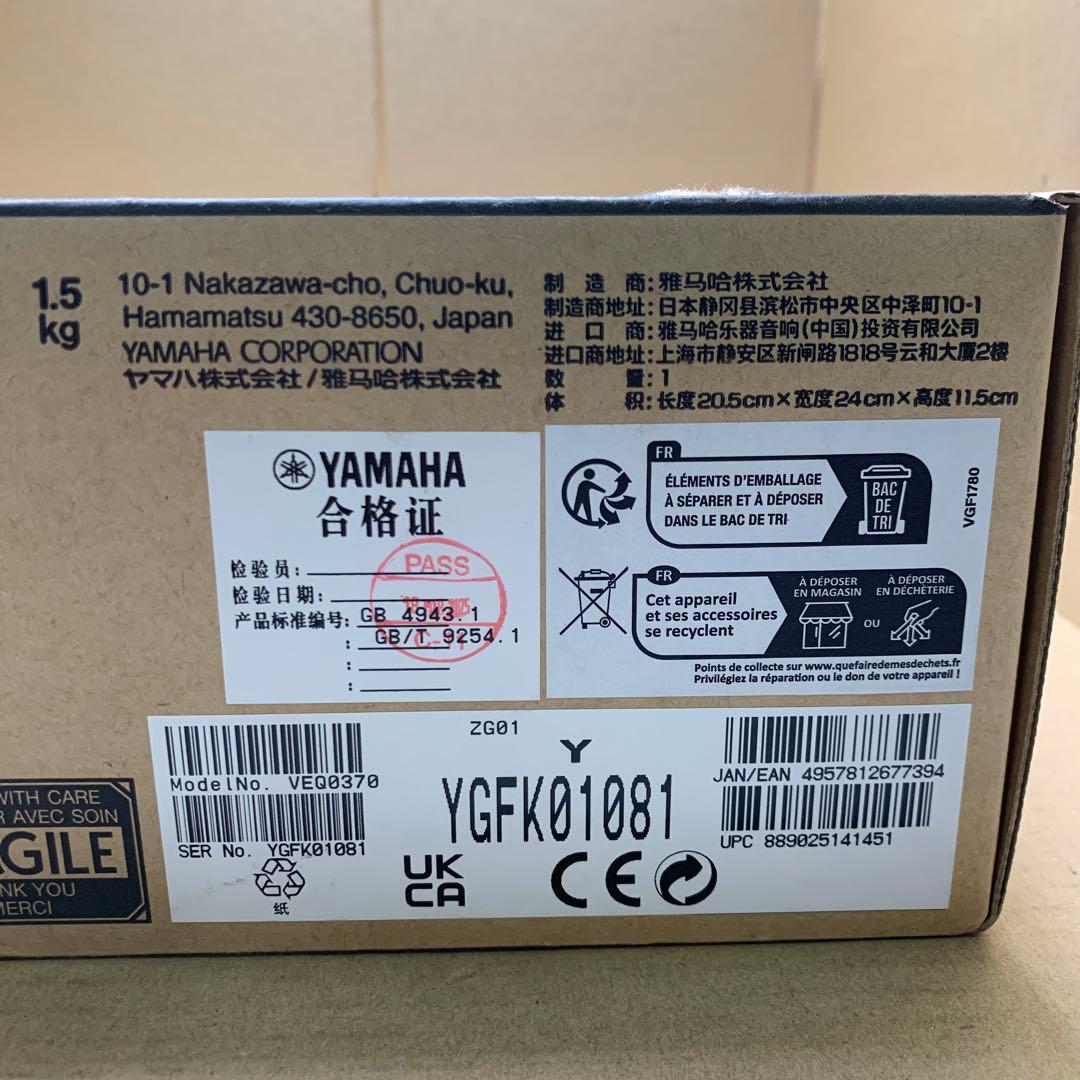 1.5
kg
10-1 Nakazawa-cho, Chuo-ku,
Hamamatsu 430-8650, Japan
YAMAHA CORPORATION
ヤマハ株式会社/雅马哈株式会社
制 造 商:雅马哈株式会社
制造商地址:日本静冈县滨松市中央区中泽町10-1
进 口 商:雅马哈乐器音响(中国)投资有限公司
进口商地址:上海市静安区新闸路1818号云和大厦2楼
数 量:1
体 积:长度20.5cm×宽度24cm×高度11.5cm
YAMAHA
合格证
检验员:
检验日期:
产品标准编号: GB 4943.1
: GB/T 9254.1
:
:
PASS
FR
ÉLÉMENTS D'EMBALLAGE
À SÉPARER ET À DÉPOSER
DANS LE BAC DE TRI
BAC
DE
TRI
VGF1780
FR
Cet appareil
et ses accessoires
se recyclent
À DÉPOSER
EN MAGASIN
OU
À DÉPOSER
EN DÉCHÈTERIE
Points de collecte sur www.quefairedemesdechets.fr
Privilégiez la réparation ou le don de votre appareil !
ModelNo. VEQ0370
SER No. YGFK01081
纸
ZG01
Y
YGFK01081
UK
CA
CE
JAN/EAN 4957812677394
UPC 889025141451
WITH CARE
R AVEC SOIN
AGILE
NK YOU
MERCI